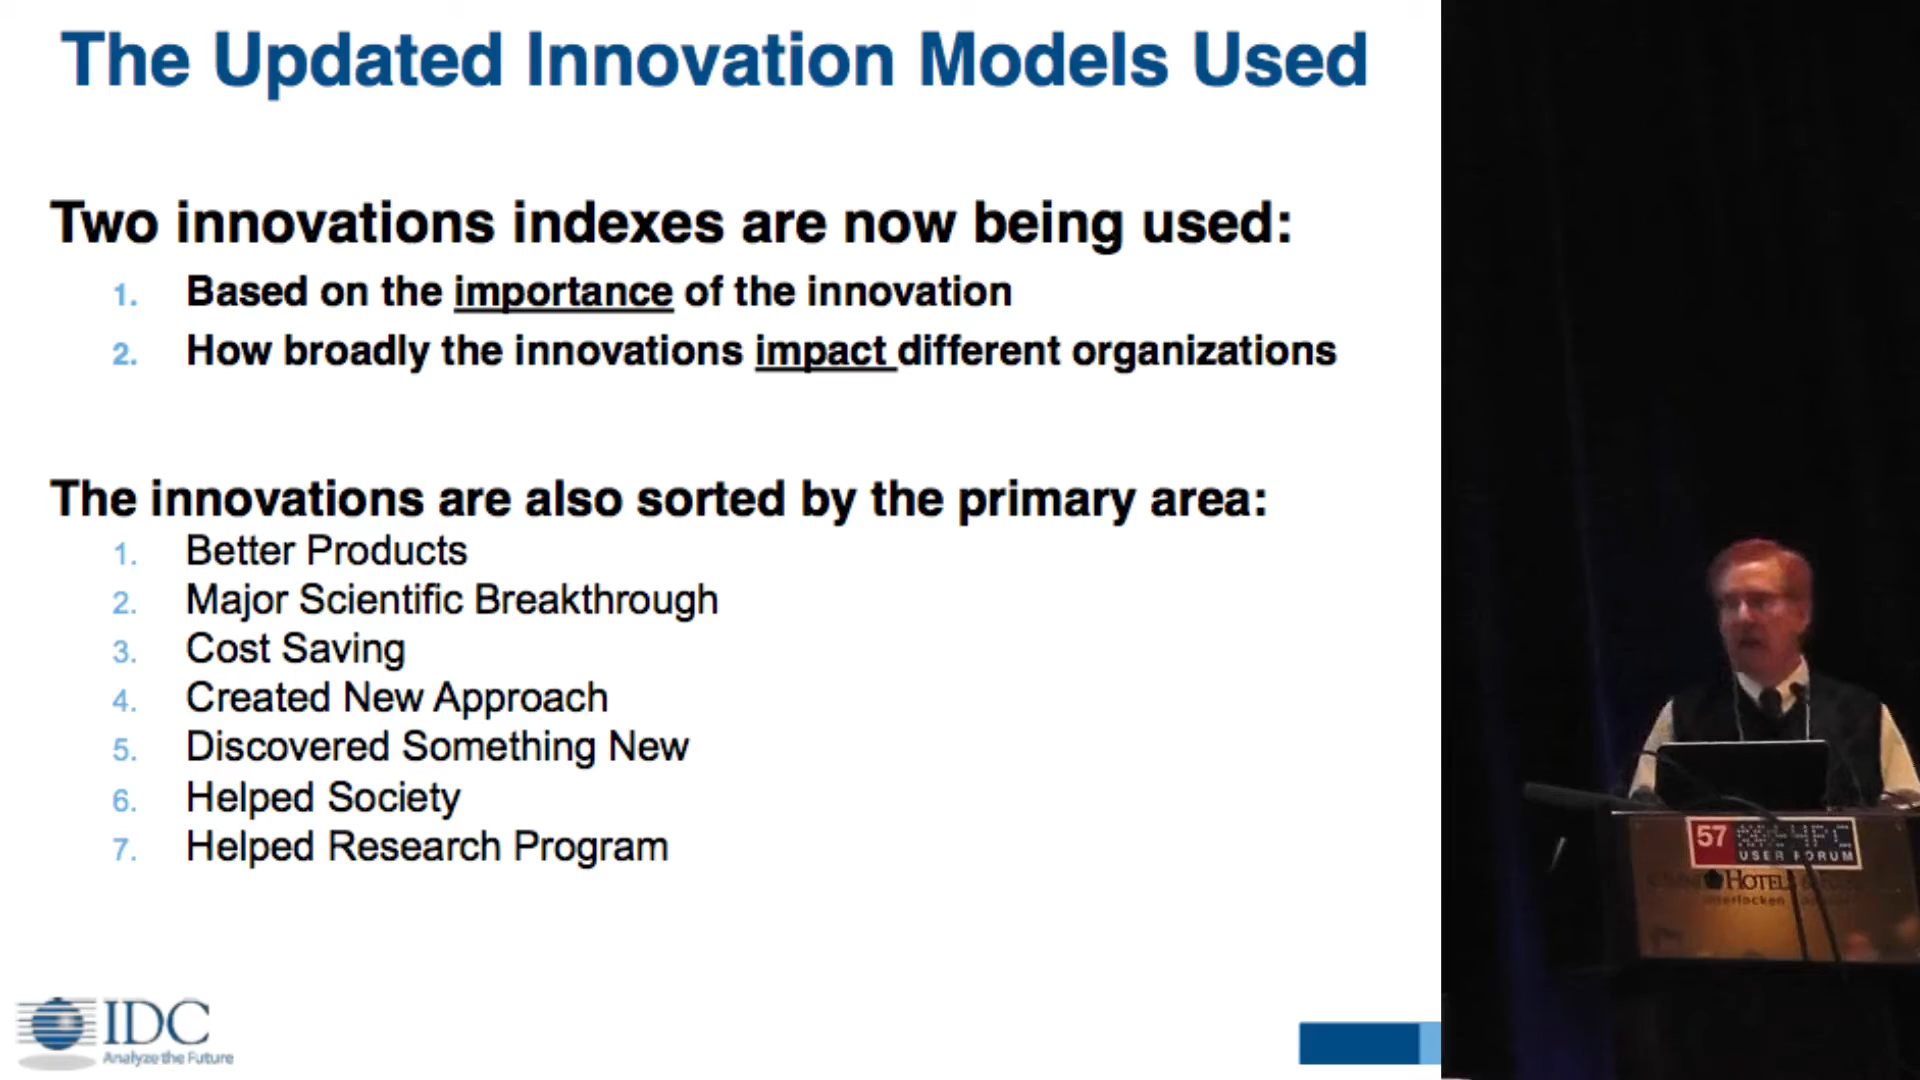 The Updated Innovation Models Used
Two innovations indexes are now being used:
1. Based on the importance of the innovation
2. How broadly the innovations impact different organizations
The innovations are also sorted by the primary area:
1. Better Products
2. Major Scientific Breakthrough
3. Cost Saving
4. Created New Approach
5. Discovered Something New
6. Helped Society
7. Helped Research Program
IDC
Analyze the Future
57 HPC
USER FORUM
HOTELS